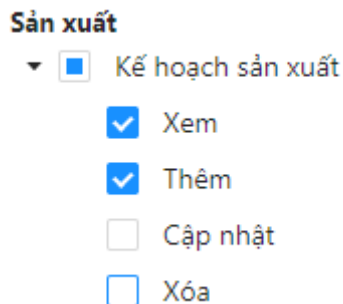 Sản xuất
Kế hoạch sản xuất
Xem
Thêm
Cập nhật
Xóa